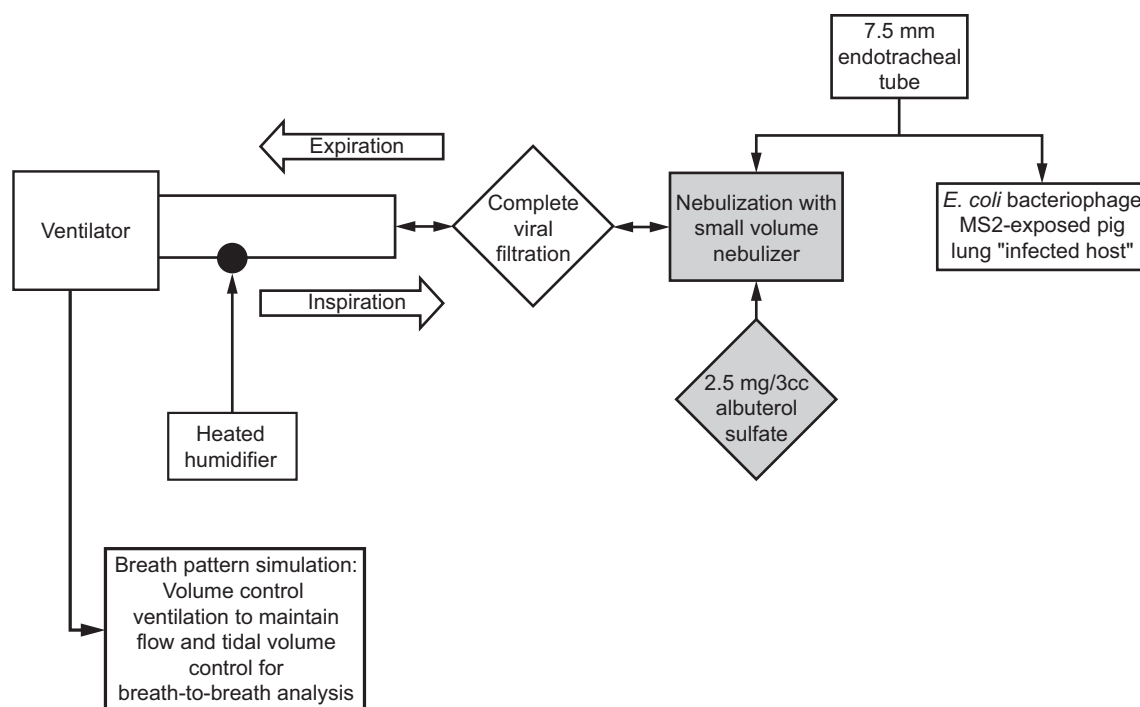 7.5 mm
endotracheal
tube
Expiration
Ventilator
Complete
viral
filtration
Nebulization with
small volume
nebulizer
E. coli bacteriophage
MS2-exposed pig
lung "infected host"
Inspiration
2.5 mg/3cc
albuterol
sulfate
Heated
humidifier
Breath pattern simulation:
Volume control
ventilation to maintain
flow and tidal volume
control for
breath-to-breath analysis